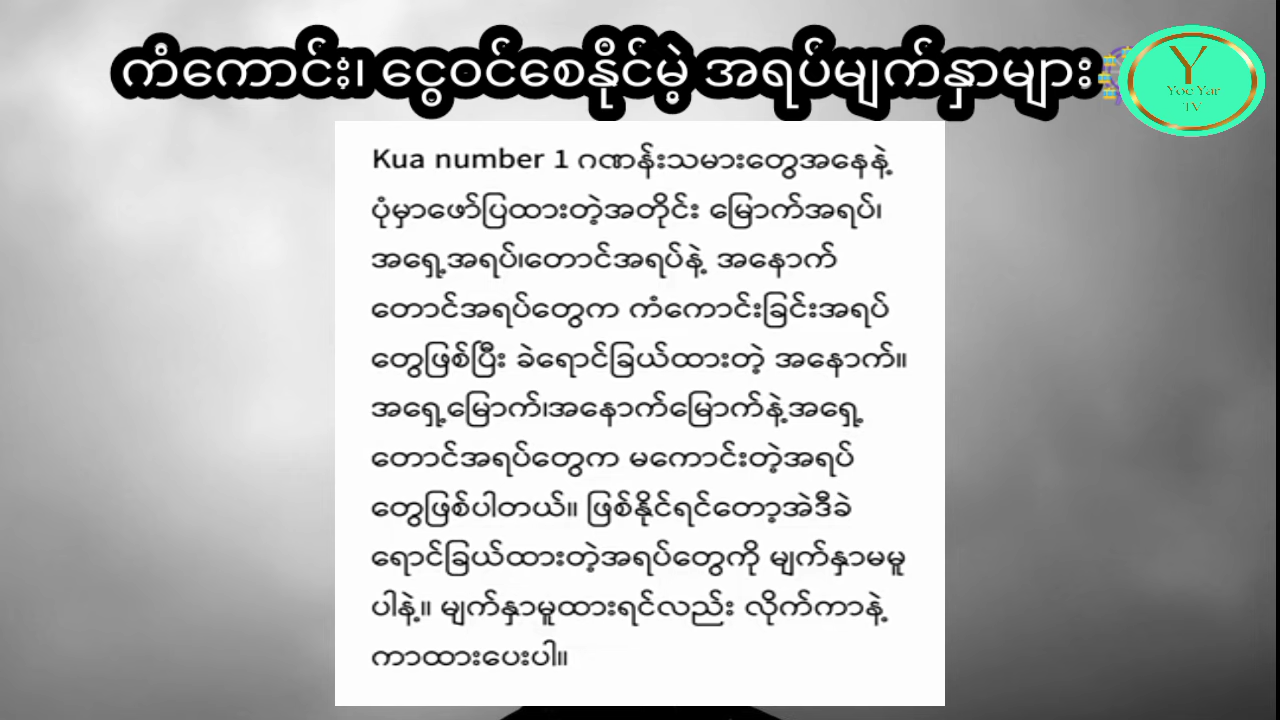 ကံကောင်း၊ ငွေဝင်စေနိုင်မဲ့ အရပ်မျက်နှာများ
Y
Yoe Yar
TV
Kua number 1 ဂဏန်းသမားတွေအနေနဲ့
ပုံမှာဖော်ပြထားတဲ့အတိုင်း မြောက်အရပ်၊
အရှေ့အရပ်၊တောင်အရပ်နဲ့ အနောက်
တောင်အရပ်တွေက ကံကောင်းခြင်းအရပ်
တွေဖြစ်ပြီး ခဲရောင်ခြယ်ထားတဲ့ အနောက်။
အရှေ့မြောက်၊အနောက်မြောက်နဲ့အရှေ့
တောင်အရပ်တွေက မကောင်းတဲ့အရပ်
တွေဖြစ်ပါတယ်။ ဖြစ်နိုင်ရင်တော့အဲဒီခဲ
ရောင်ခြယ်ထားတဲ့အရပ်တွေကို မျက်နှာမမူ
ပါနဲ့။ မျက်နှာမူထားရင်လည်း လိုက်ကာနဲ့
ကာထားပေးပါ။